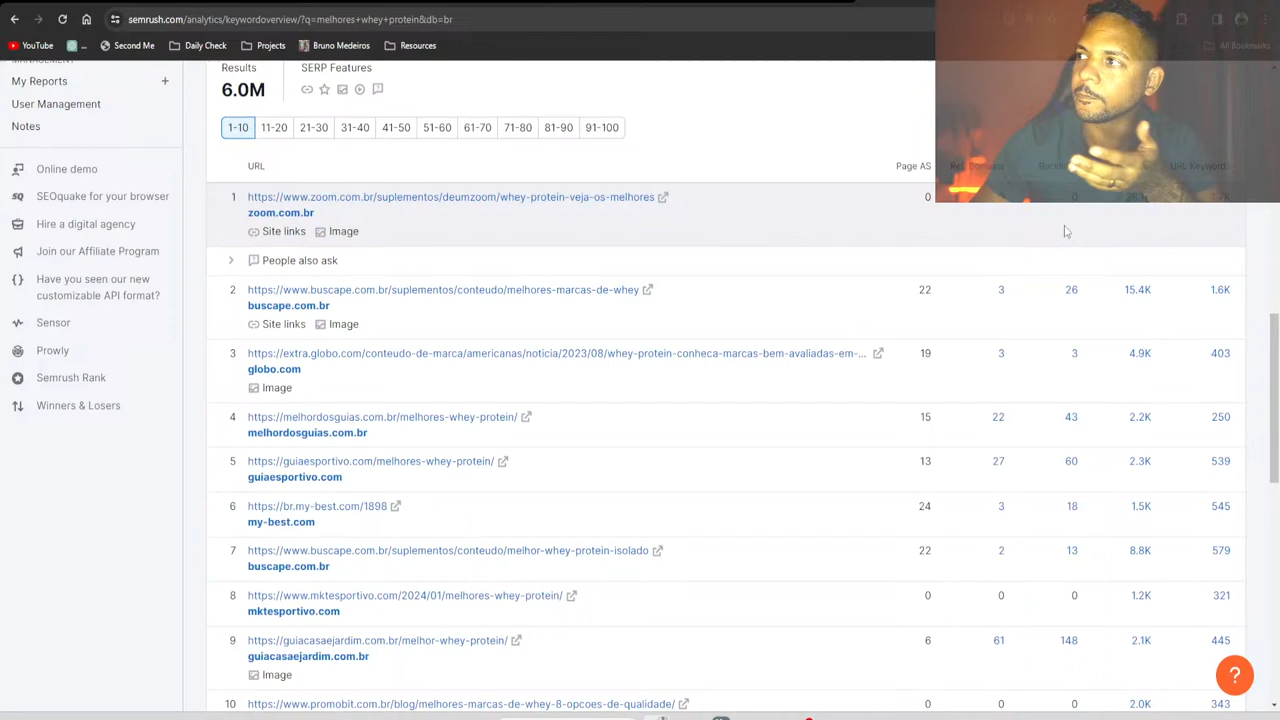 semrush.com/analytics/keywordoverview/?q=melhores+whey+protein&db=br
YouTube
...
Second Me
Daily Check
Projects
Bruno Medeiros
Resources
All Bookmarks
MANAGEMENT
My Reports +
User Management
Notes
Online demo
SEOquake for your browser
Hire a digital agency
Join our Affiliate Program
Have you seen our new
customizable API format?
Sensor
Prowly
Semrush Rank
Winners & Losers
Results
SERP Features
6.0M
1-10 11-20 21-30 31-40 41-50 51-60 61-70 71-80 81-90 91-100
URL Page AS Ref. Domains URL Keyword
1 https://www.zoom.com.br/suplementos/deumzoom/whey-protein-veja-os-melhores 0 0
zoom.com.br
Site links Image
People also ask
2 https://www.buscape.com.br/suplementos/conteudo/melhores-marcas-de-whey 22 3 26 15.4K 1.6K
buscape.com.br
Site links Image
3 https://extra.globo.com/conteudo-de-marca/americanas/noticia/2023/08/whey-protein-conheca-marcas-bem-avaliadas-em-... 19 3 3 4.9K 403
globo.com
Image
4 https://melhordosguias.com.br/melhores-whey-protein/ 15 22 43 2.2K 250
melhordosguias.com.br
5 https://guiaesportivo.com/melhores-whey-protein/ 13 27 60 2.3K 539
guiaesportivo.com
6 https://br.my-best.com/1898 24 3 18 1.5K 545
my-best.com
7 https://www.buscape.com.br/suplementos/conteudo/melhor-whey-protein-isolado 22 2 13 8.8K 579
buscape.com.br
8 https://www.mktesportivo.com/2024/01/melhores-whey-protein/ 0 0 0 1.2K 321
mktesportivo.com
9 https://guiacasaejardim.com.br/melhor-whey-protein/ 6 61 148 2.1K 445
guiacasaejardim.com.br
Image
10 https://www.promobit.com.br/blog/melhores-marcas-de-whey-8-opcoes-de-qualidade/ 0 0 0 2.0K 343
?